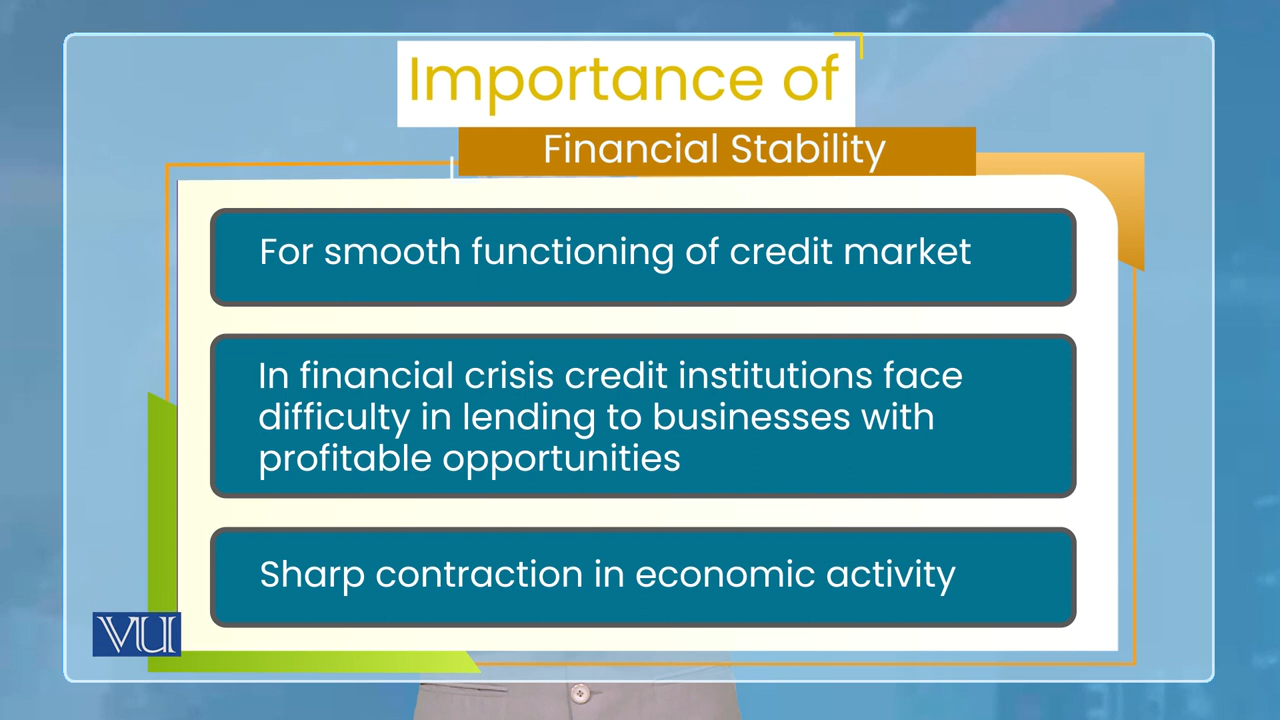 Importance of
Financial Stability
For smooth functioning of credit market
In financial crisis credit institutions face
difficulty in lending to businesses with
profitable opportunities
Sharp contraction in economic activity
VU